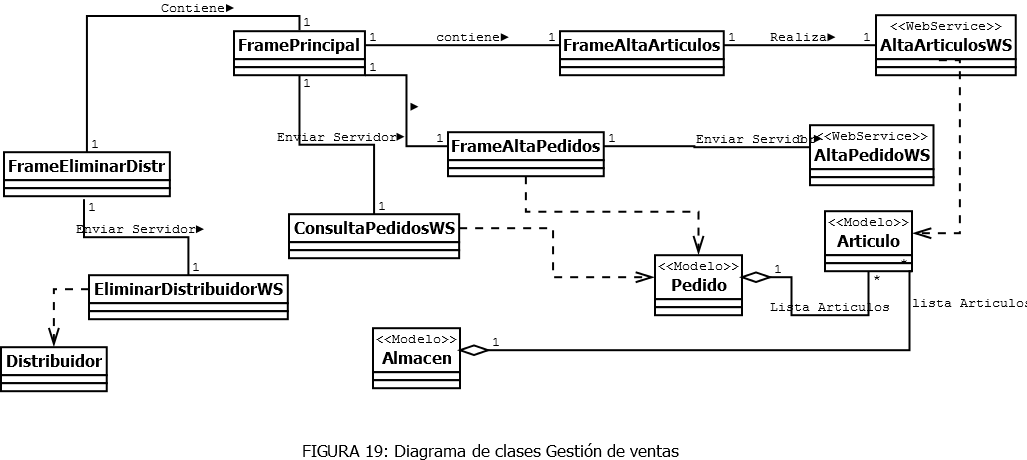 Contiene
1
FramePrincipal
1
contiene
1
FrameAltaArticulos
1
Realiza
1
<<WebService>>
AltaArticulosWS
1
1
1
Enviar Servidor
1
FrameAltaPedidos
1
Enviar Servidor
1
<<WebService>>
AltaPedidoWS
FrameEliminarDistr
1
Enviar Servidor
1
1
ConsultaPedidosWS
<<Modelo>>
Articulo
*
*
EliminarDistribuidorWS
<<Modelo>>
Pedido
1
Lista Articulos
lista Articulos
Distribuidor
<<Modelo>>
Almacen
1
FIGURA 19: Diagrama de clases Gestión de ventas